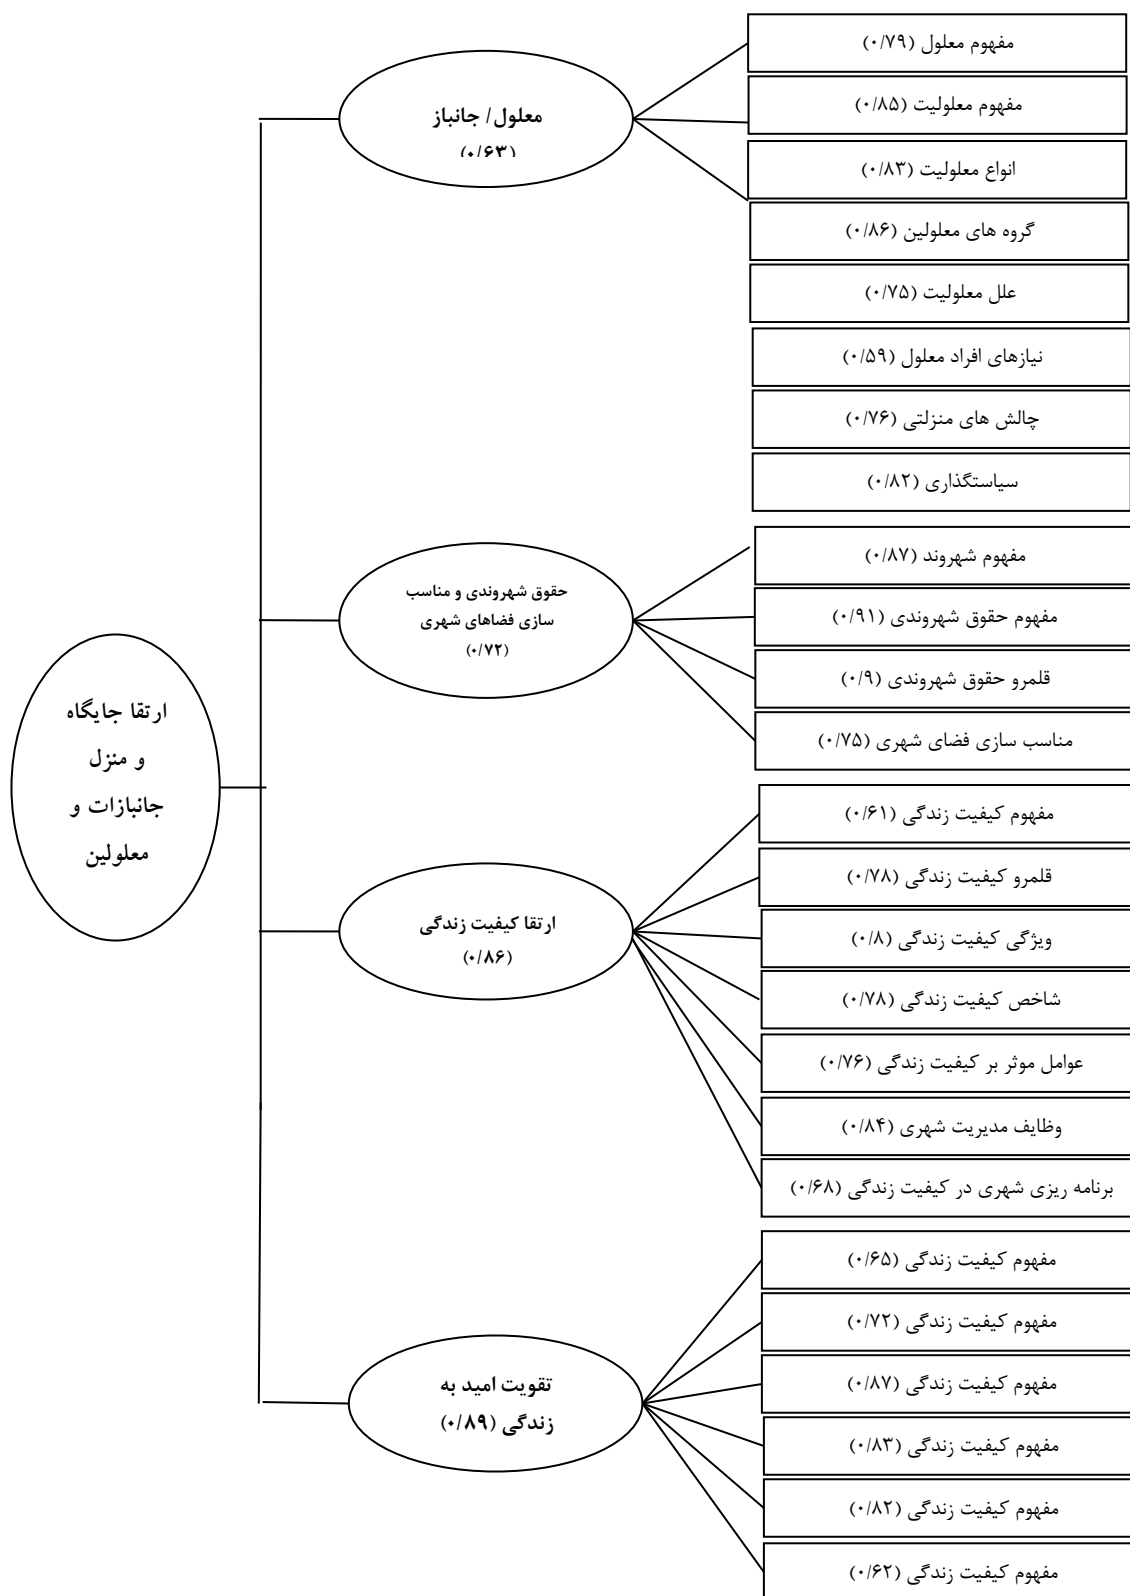 ارتقا جایگاه
و منزل
جانبازات و
معلولین
معلول/ جانباز
(۰/۶۳)
مفهوم معلول (۰/۷۹)
مفهوم معلولیت (۰/۸۵)
انواع معلولیت (۰/۸۳)
گروه های معلولین (۰/۸۶)
علل معلولیت (۰/۷۵)
نیازهای افراد معلول (۰/۵۹)
چالش های منزلتی (۰/۷۶)
سیاستگذاری (۰/۸۲)
حقوق شهروندی و مناسب
سازی فضاهای شهری
(۰/۷۲)
مفهوم شهروند (۰/۸۷)
مفهوم حقوق شهروندی (۰/۹۱)
قلمرو حقوق شهروندی (۰/۹)
مناسب سازی فضای شهری (۰/۷۵)
ارتقا کیفیت زندگی
(۰/۸۶)
مفهوم کیفیت زندگی (۰/۶۱)
قلمرو کیفیت زندگی (۰/۷۸)
ویژگی کیفیت زندگی (۰/۸)
شاخص کیفیت زندگی (۰/۷۸)
عوامل موثر بر کیفیت زندگی (۰/۷۶)
وظایف مدیریت شهری (۰/۸۴)
برنامه ریزی شهری در کیفیت زندگی (۰/۶۸)
تقویت امید به
زندگی (۰/۸۹)
مفهوم کیفیت زندگی (۰/۶۵)
مفهوم کیفیت زندگی (۰/۷۲)
مفهوم کیفیت زندگی (۰/۸۷)
مفهوم کیفیت زندگی (۰/۸۳)
مفهوم کیفیت زندگی (۰/۸۲)
مفهوم کیفیت زندگی (۰/۶۲)